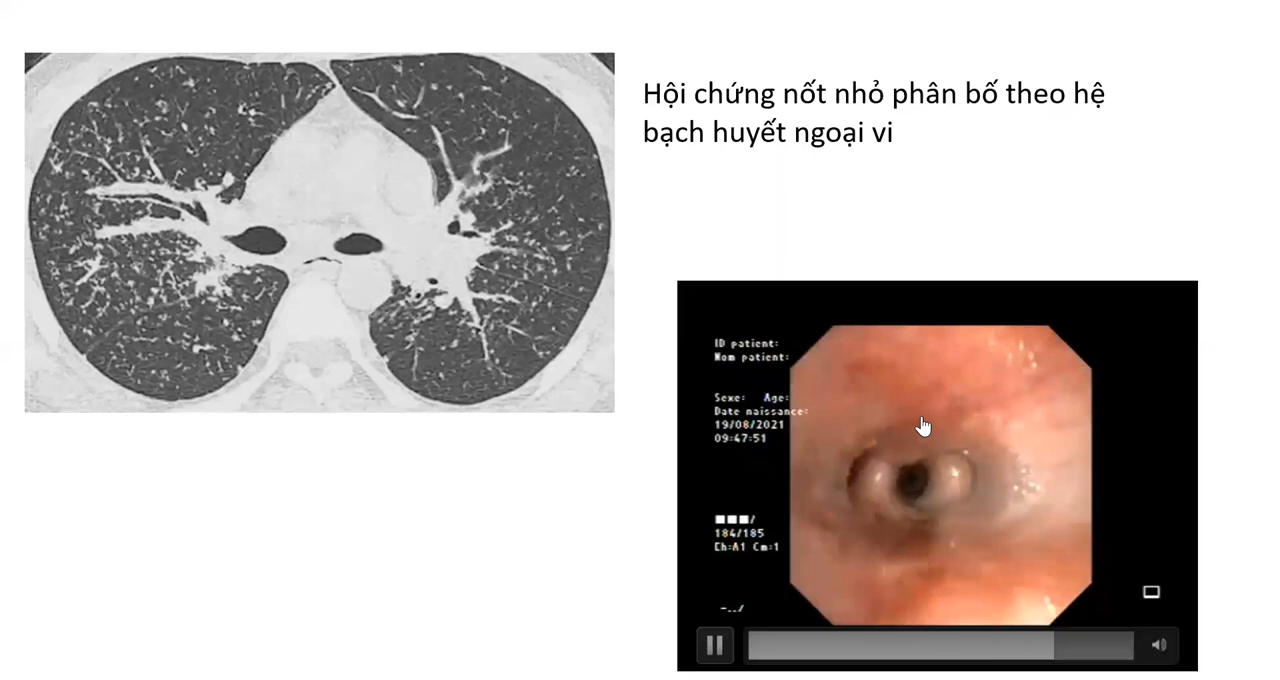 Hội chứng nốt nhỏ phân bố theo hệ
bạch huyết ngoại vi
ID patient:
Nom patient:
Sexe: Age:
Date naissance:
19/08/2021
09:47:51
■■■/
184/185
Ch:A1 Cm:1
-../